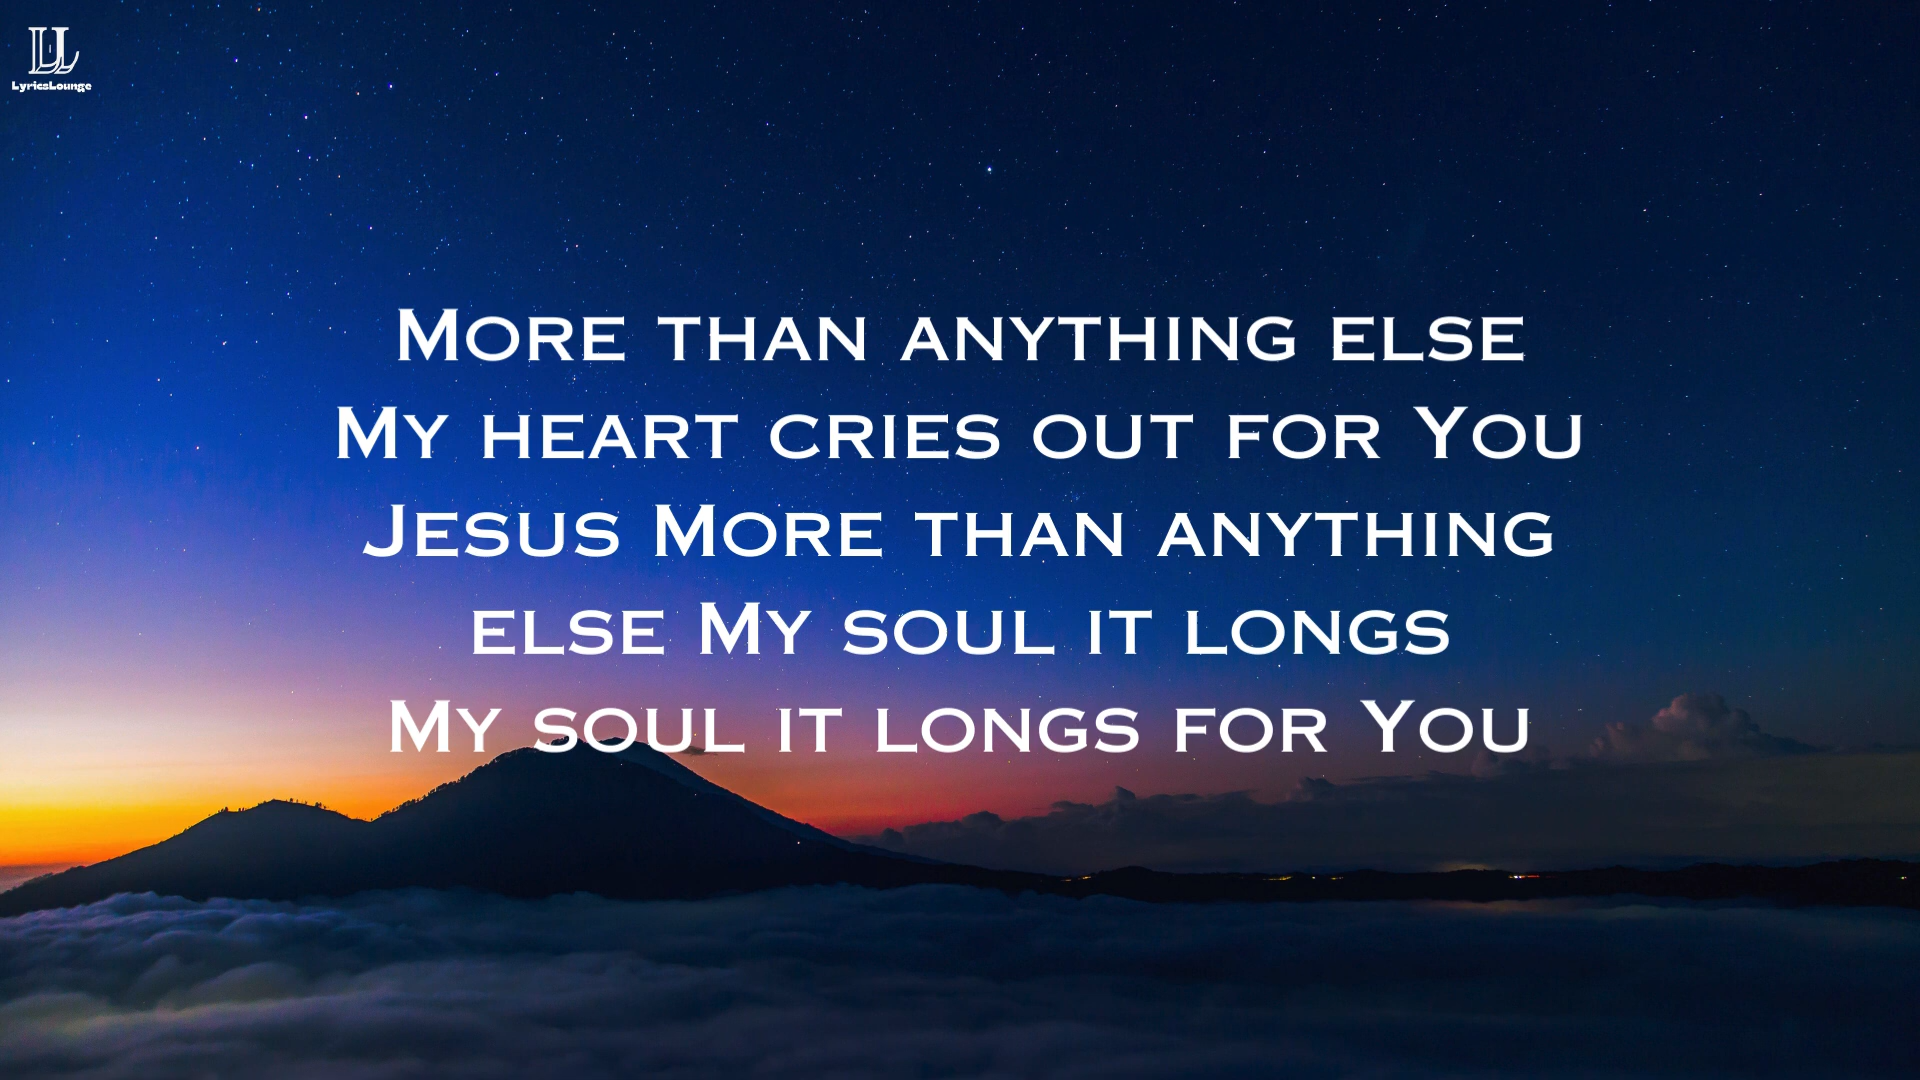 LL
LyricsLounge
More than anything else
My heart cries out for You
Jesus More than anything
else My soul it longs
My soul it longs for You